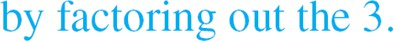 by factoring out the 3.